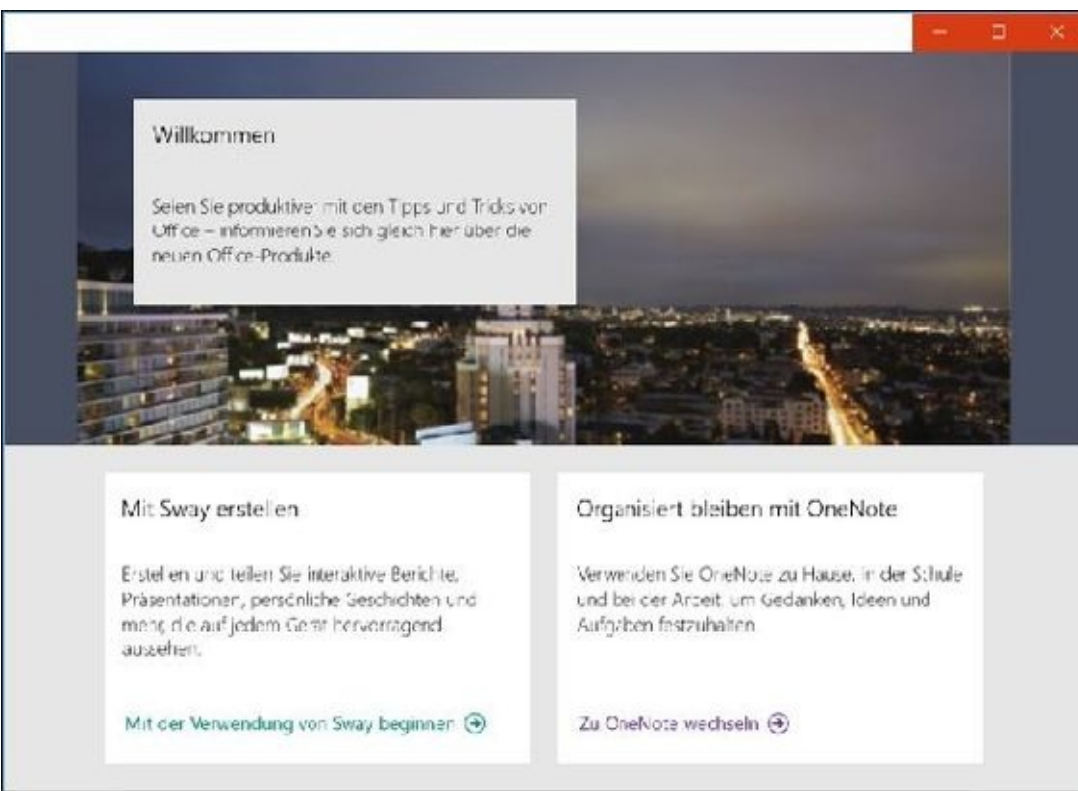 Willkommen
Seien Sie produktiver mit den Tipps und Tricks von
Office – informieren Sie sich gleich hier über die
neuen Office-Produkte.
Mit Sway erstellen
Erstellen und teilen Sie interaktive Berichte,
Präsentationen, persönliche Geschichten und
mehr, die auf jedem Gerät hervorragend
aussehen.
Mit der Verwendung von Sway beginnen
Organisiert bleiben mit OneNote
Verwenden Sie OneNote zu Hause, in der Schule
und bei der Arbeit, um Gedanken, Ideen und
Aufgaben festzuhalten.
Zu OneNote wechseln